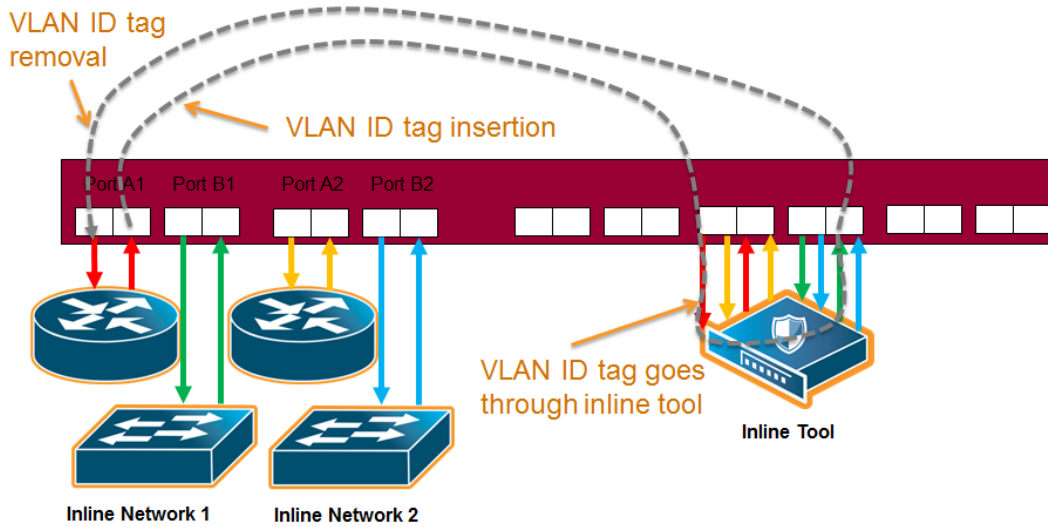 VLAN ID tag
removal
VLAN ID tag insertion
Port A1
Port B1
Port A2
Port B2
VLAN ID tag goes
through inline tool
Inline Tool
Inline Network 1
Inline Network 2